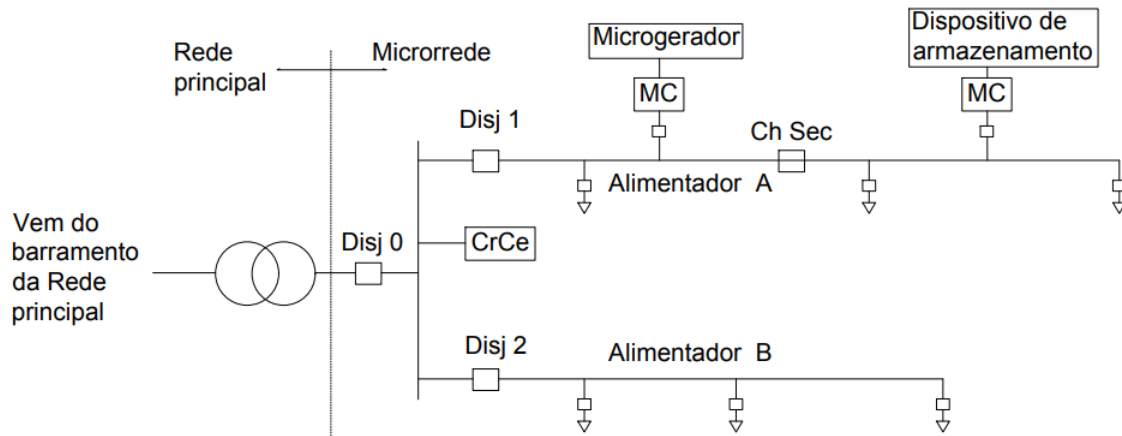 Rede
principal
Microrrede
Microgerador
Dispositivo de
armazenamento
MC
MC
Disj 1
Ch Sec
Alimentador A
Vem do
barramento
da Rede
principal
Disj 0
CrCe
Disj 2
Alimentador B